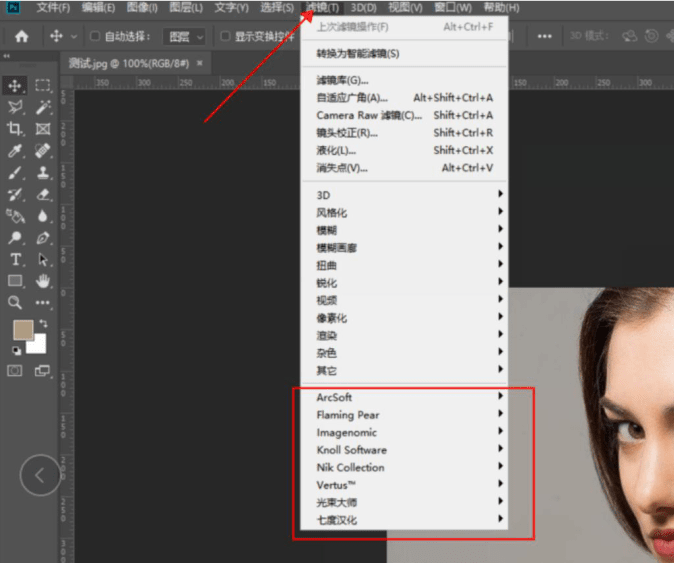 Ps 文件(F) 编辑(E) 图像(I) 图层(L) 文字(Y) 选择(S) 滤镜(T) 3D(D) 视图(V) 窗口(W) 帮助(H)
自动选择: 图层 显示变换控件 3D 模式:
测试.jpg @ 100%(RGB/8#) ×
上次滤镜操作(F) Alt+Ctrl+F
转换为智能滤镜(S)
滤镜库(G)...
自适应广角(A)... Alt+Shift+Ctrl+A
Camera Raw 滤镜(C)... Shift+Ctrl+A
镜头校正(R)... Shift+Ctrl+R
液化(L)... Shift+Ctrl+X
消失点(V)... Alt+Ctrl+V
3D
风格化
模糊
模糊画廊
扭曲
锐化
视频
像素化
渲染
杂色
其它
ArcSoft
Flaming Pear
Imagenomic
Knoll Software
Nik Collection
Vertus™
光束大师
七度汉化